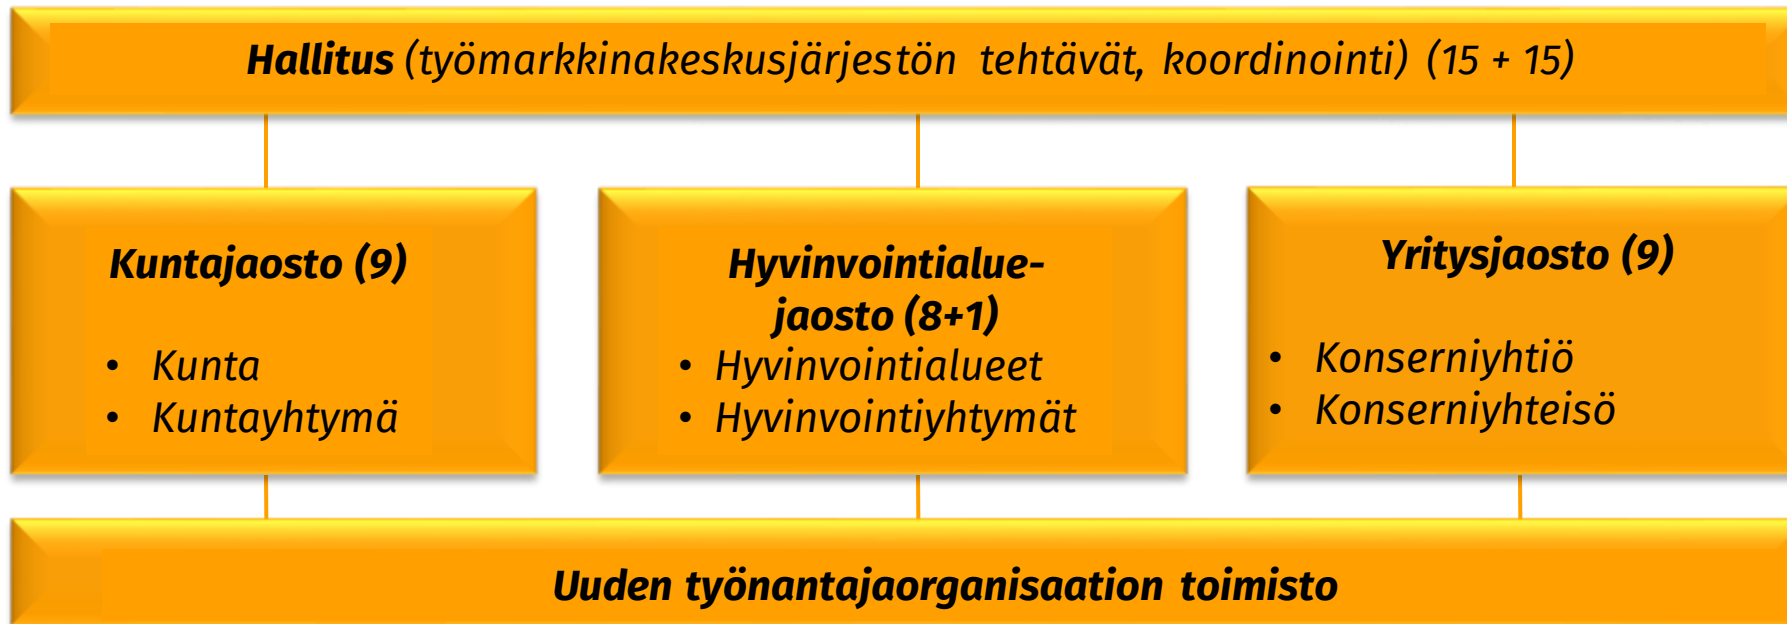 Hallitus (työmarkkinakeskusjärjestön tehtävät, koordinointi) (15 + 15)
Kuntajaosto (9)
• Kunta
• Kuntayhtymä
Hyvinvointialue-
jaosto (8+1)
• Hyvinvointialueet
• Hyvinvointiyhtymät
Yritysjaosto (9)
• Konserniyhtiö
• Konserniyhteisö
Uuden työnantajaorganisaation toimisto